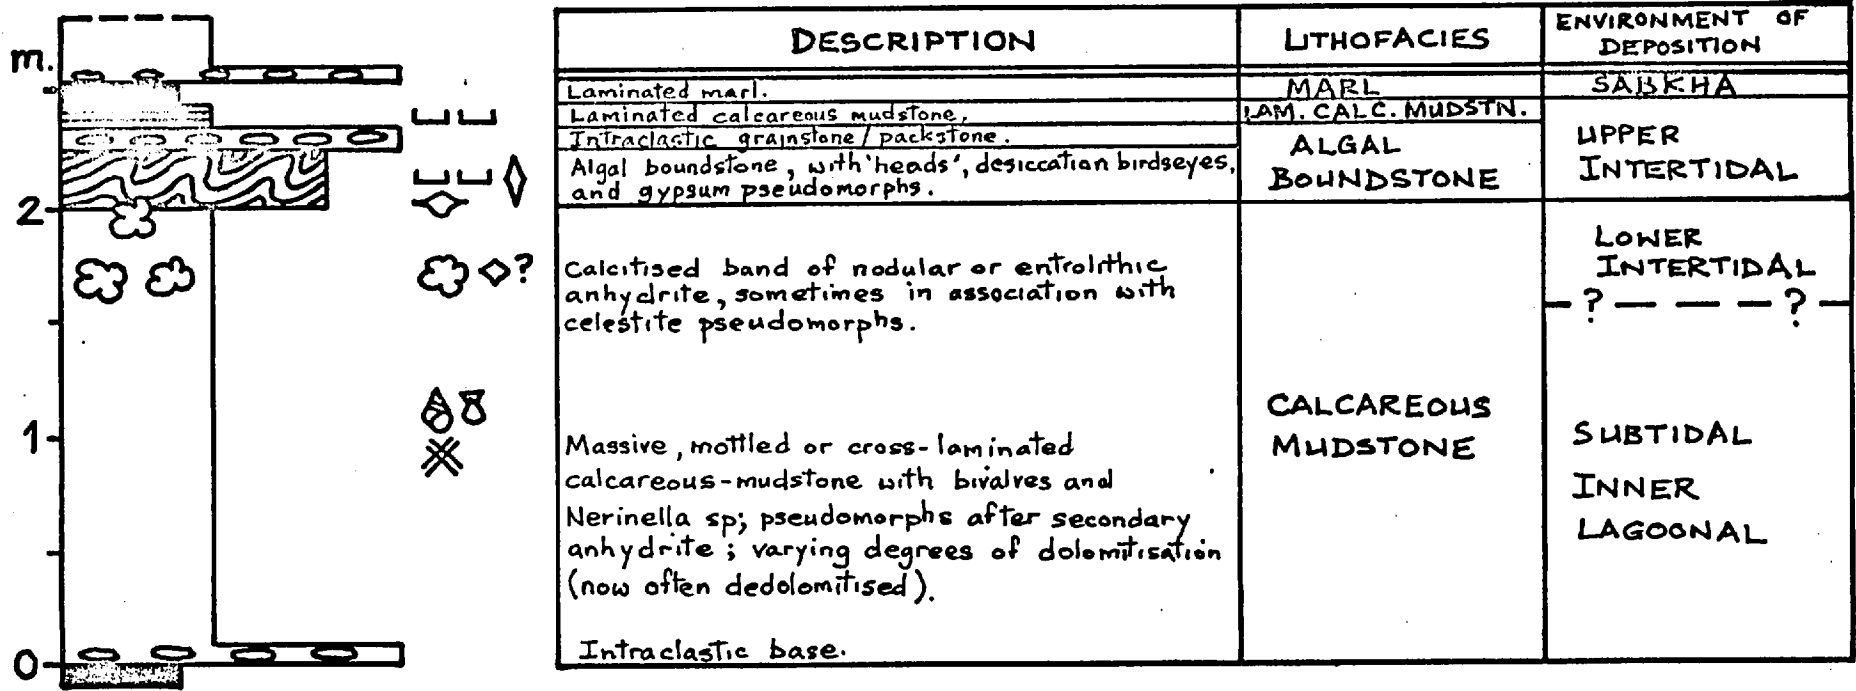 m.
2
1
0
?
DESCRIPTION
LITHOFACIES
ENVIRONMENT OF
DEPOSITION
Laminated marl.
MARL
SABKHA
Laminated calcareous mudstone,
LAM. CALC. MUDSTN.
Intraclastic grainstone/packstone.
Algal boundstone, with 'heads', desiccation birdseyes,
and gypsum pseudomorphs.
ALGAL
BOUNDSTONE
UPPER
INTERTIDAL
Calcitised band of nodular or entrolithic
anhydrite, sometimes in association with
celestite pseudomorphs.
LOWER
INTERTIDAL
? ?
Massive, mottled or cross-laminated
calcareous-mudstone with bivalves and
Nerinella sp; pseudomorphs after secondary
anhydrite; varying degrees of dolomitisation
(now often dedolomitised).
Intraclastic base.
CALCAREOUS
MUDSTONE
SUBTIDAL
INNER
LAGOONAL